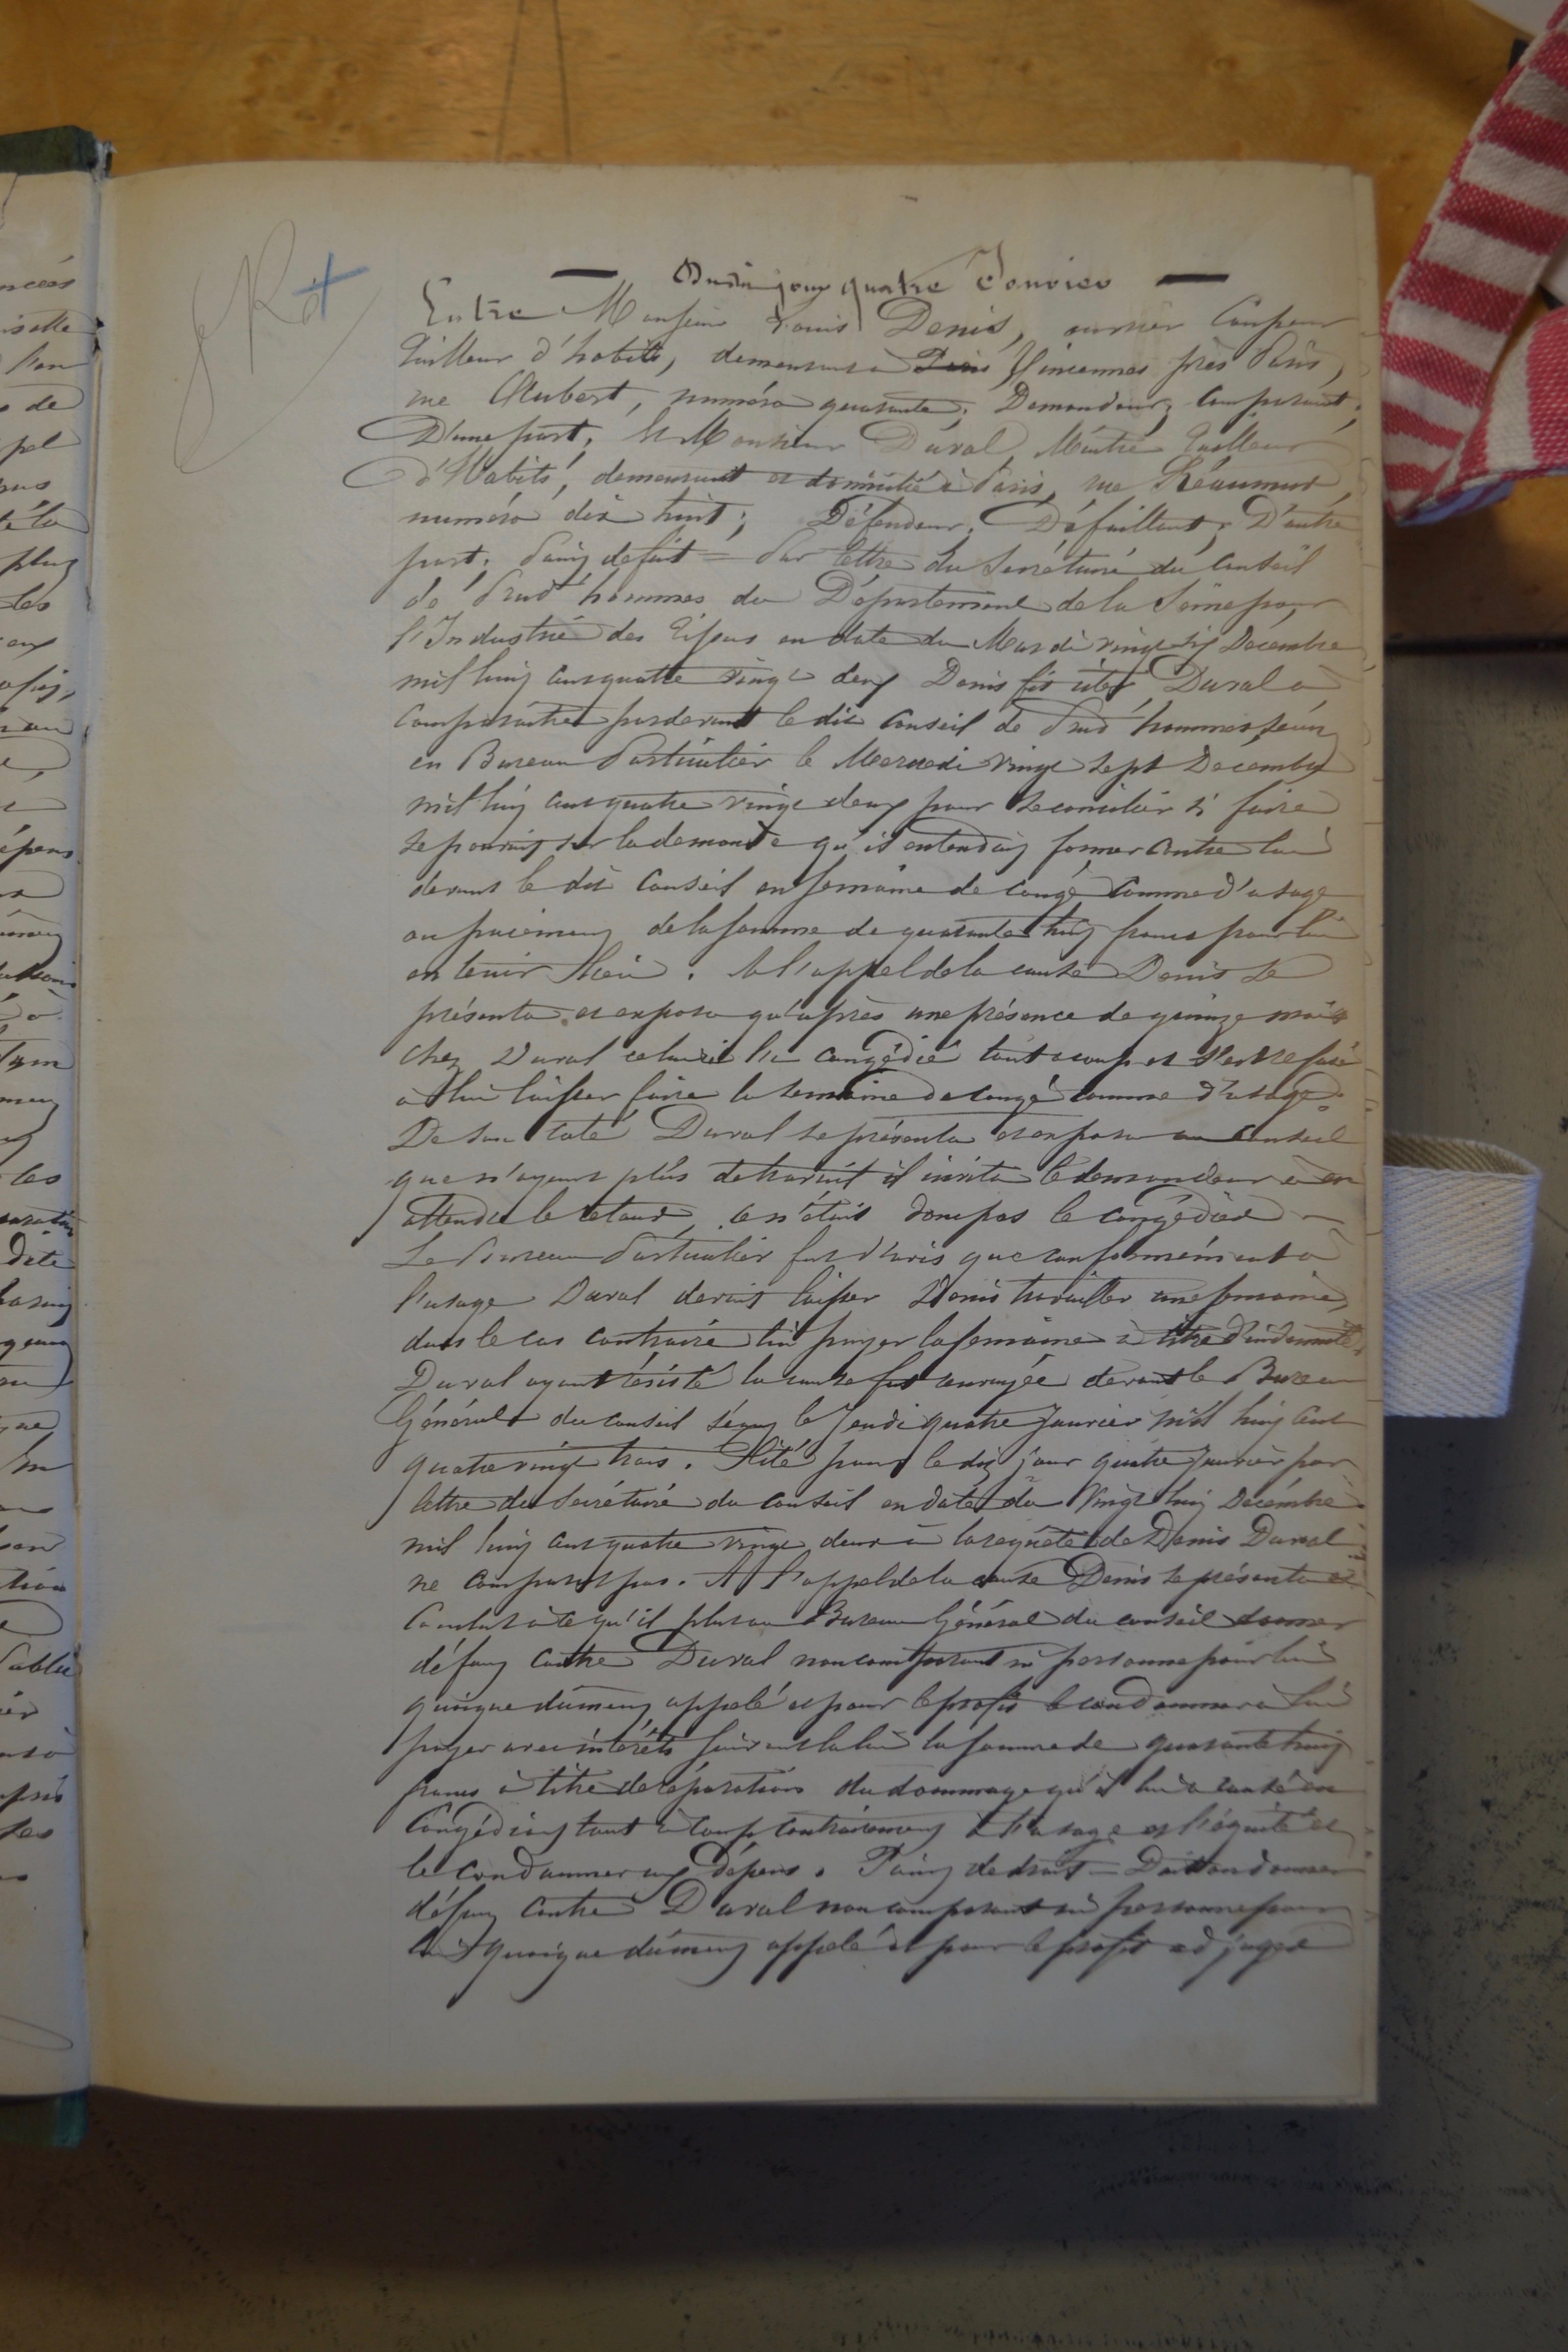 Dudit jour quatre Janvier
Entre Monsieur Louis Denis, ouvrier Coupeur
Tailleur d'habits, demeurant à Paris Vincennes près Paris,
rue Aubert, numéro quarante; Demandeur; Comparant;
D'une part; Et Monsieur Duval, Maître Tailleur
d'Habits, demeurant et domicilié à Paris, rue Réaumur
numéro dix huit; Défendeur; Défaillant; D'autre
part; Point de fait = Par lettre du Secrétaire du Conseil
de Prud'hommes du Département de la Seine pour
l'Industrie des Tissus en date du Mardi vingt six Décembre
mil huit cent quatre vingt deux Denis fit citer Duval à
Comparaître pardevant le dit Conseil de Prud'hommes séant
en Bureau Particulier le Mercredi vingt sept Décembre
mil huit cent quatre vingt deux pour se concilier si faire
se pouvait sur la demande qu'il entendait former contre lui
devant le dit Conseil en semaine de congé comme d'usage
ou paiement de la somme de quarante huit francs pour lui
en tenir lieu. A l'appel de la cause Denis se
présenta et exposa qu'après une présence de quinze mois
chez Duval celui-ci l'a congédié tout à coup et s'est refusé
à lui laisser faire la semaine de congé comme d'usage.
De son côté Duval se présenta et exposa au Conseil
que n'ayant plus de travail il invita le demandeur à en
attendre le retour, ce n'était donc pas le congédier —
Le Bureau Particulier fut d'avis que conformément à
l'usage Duval devait laisser Denis travailler une semaine,
dans le cas contraire lui payer la semaine à titre d'indemnité.
Duval ayant résisté la cause fut renvoyée devant le Bureau
Général du Conseil séant le Jeudi quatre Janvier mil huit cent
quatre vingt trois. Cité pour le dit jour quatre Janvier par
lettre du Secrétaire du Conseil en date du vingt huit Décembre
mil huit cent quatre vingt deux à la requête de Denis Duval
ne comparut pas. A l'appel de la cause Denis se présenta et
Conclut à ce qu'il plut au Bureau Général du Conseil donner
défaut contre Duval non comparant ni personne pour lui
quoique dûment appelé et pour le profit le condamner à lui
payer avec intérêts suivant la loi la somme de quarante huit
francs à titre de réparation du dommage qu'il lui a causé en
Congédiant tout à coup contrairement à l'usage et l'équité et
le condamner aux dépens. Point de droit — Doit-on donner
défaut contre Duval non comparant ni personne pour
lui quoique dûment appelé et pour le profit adjuger